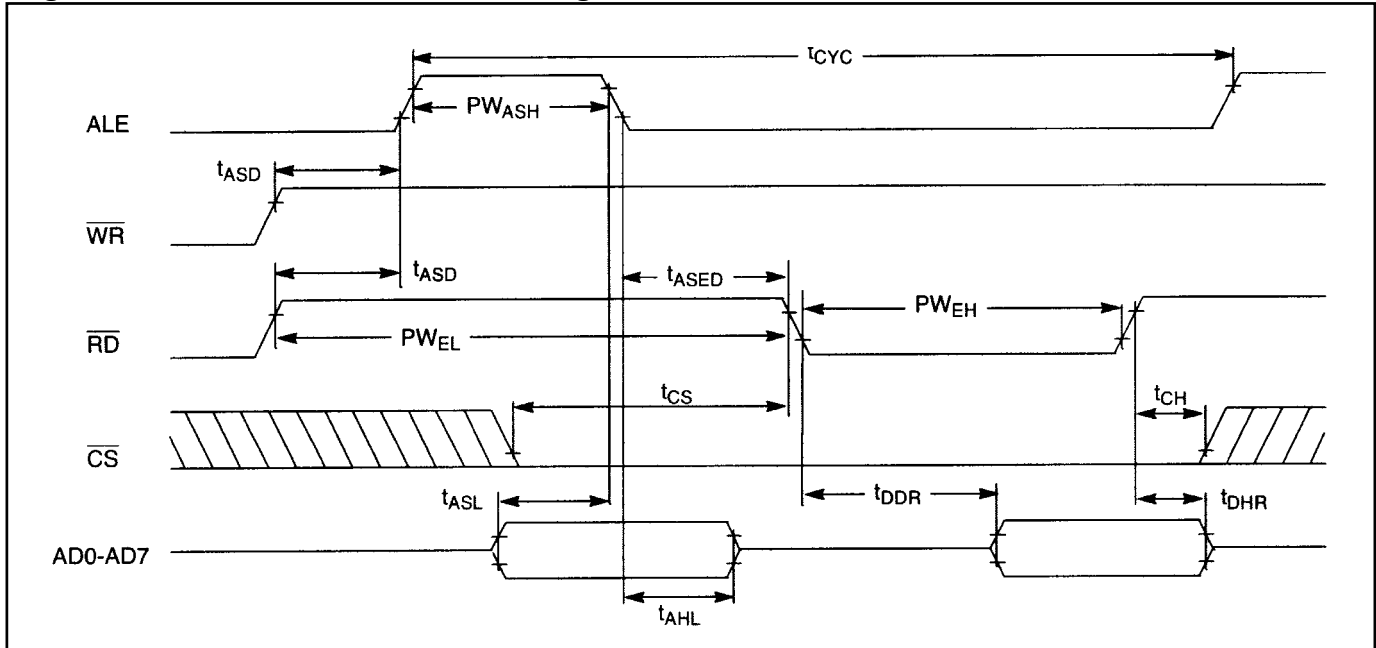 tCYC
ALE
PWASH
tASD
WR
tASD
tASED
RD
PWEL
PWEH
tCS
tCH
CS
tASL
tDDR
tDHR
AD0-AD7
tAHL